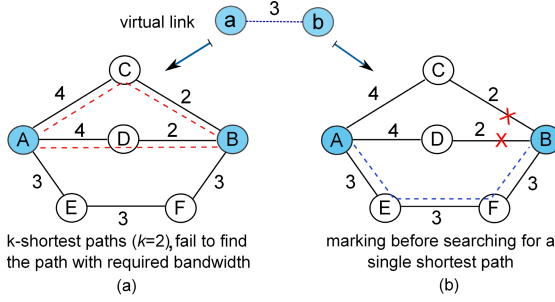 virtual link a 3 b
C C
4 2 4 2
A 4 D 2 B A 4 D 2 B
3 3 3 3
E 3 F E 3 F
k-shortest paths (k=2), fail to find
the path with required bandwidth
(a)
marking before searching for a
single shortest path
(b)